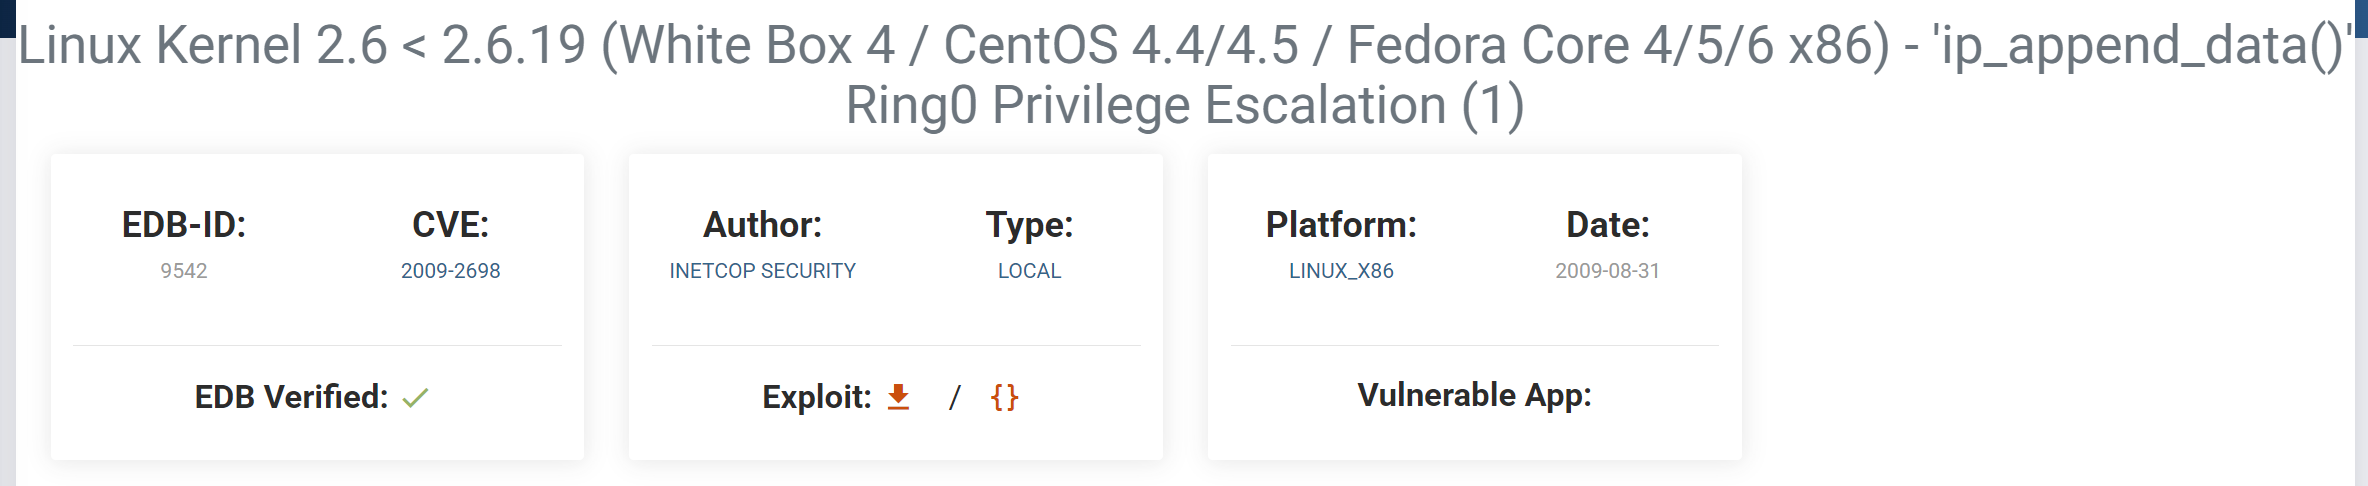 Linux Kernel 2.6 < 2.6.19 (White Box 4 / CentOS 4.4/4.5 / Fedora Core 4/5/6 x86) - 'ip_append_data()'
Ring0 Privilege Escalation (1)
EDB-ID:
9542
CVE:
2009-2698
EDB Verified:
Author:
INETCOP SECURITY
Type:
LOCAL
Exploit: / {}
Platform:
LINUX_X86
Date:
2009-08-31
Vulnerable App: